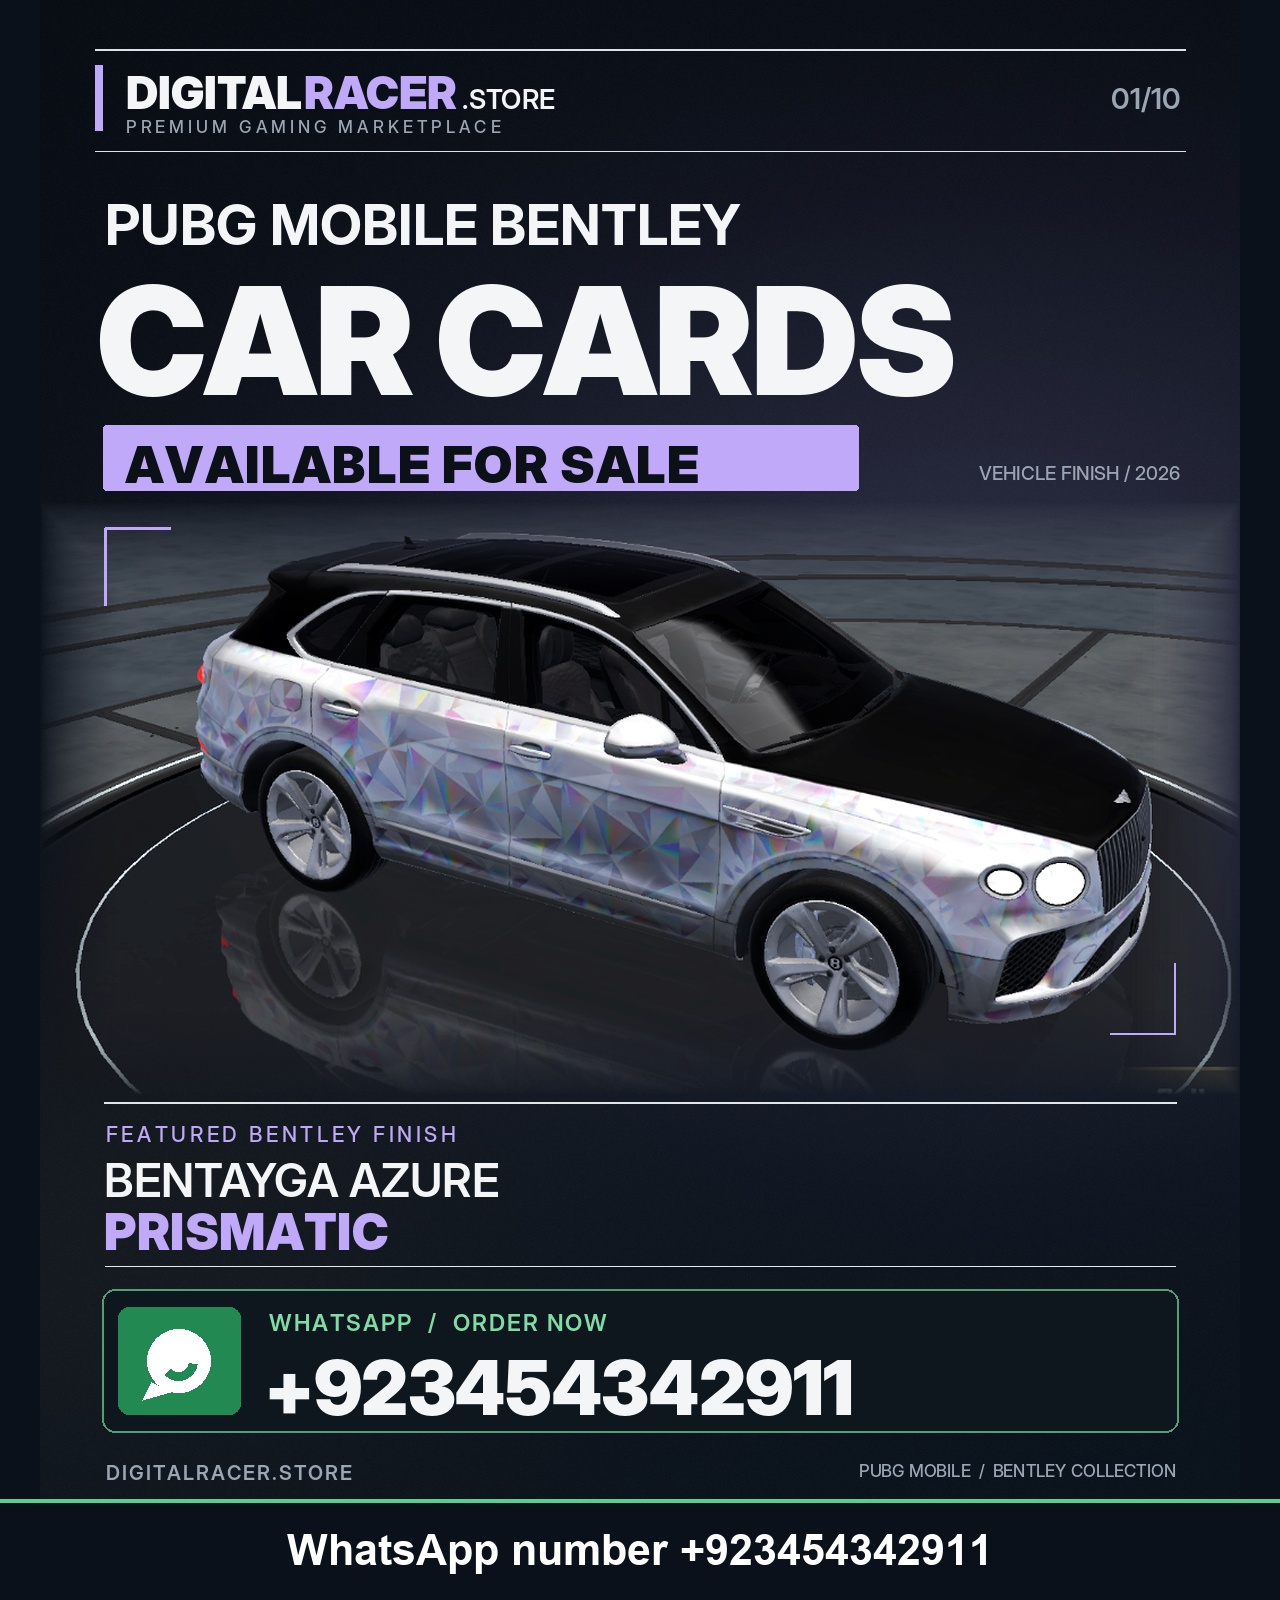 DIGITALRACER.STORE
PREMIUM GAMING MARKETPLACE
01/10
PUBG MOBILE BENTLEY
CAR CARDS
AVAILABLE FOR SALE
VEHICLE FINISH / 2026
FEATURED BENTLEY FINISH
BENTAYGA AZURE
PRISMATIC
WHATSAPP / ORDER NOW
+923454342911
DIGITALRACER.STORE
PUBG MOBILE / BENTLEY COLLECTION
WhatsApp number +923454342911